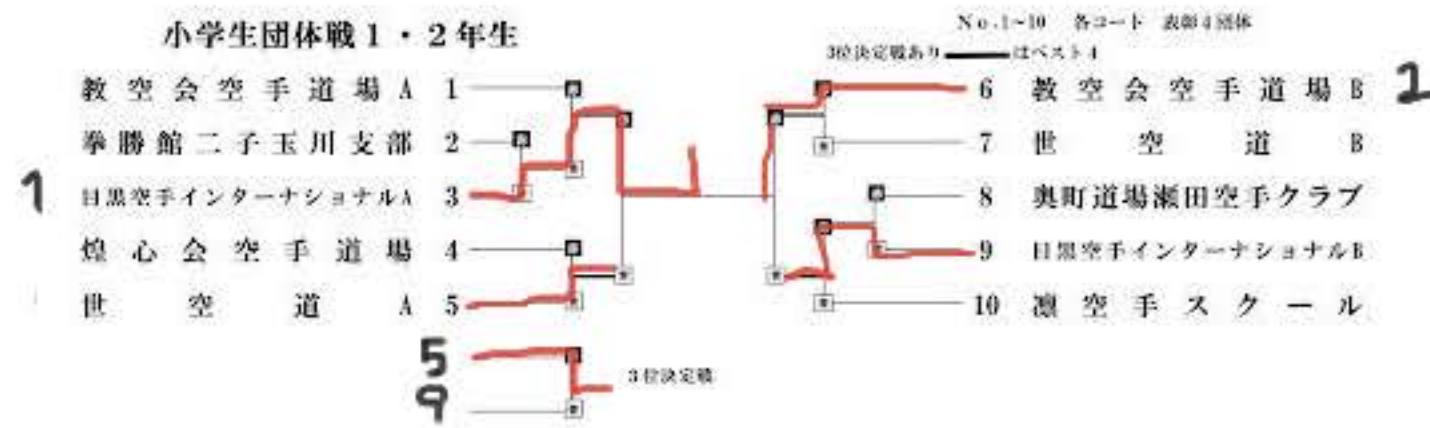 小学生団体戦1・2年生
No.1~10 各コート 表彰4団体
3位決定戦あり はベスト4
教空会空手道場A 1
拳勝館二子玉川支部 2
1 目黒空手インターナショナルA 3
煌心会空手道場 4
世空道A 5
6 教空会空手道場B 2
7 世空道B
8 奥町道場瀬田空手クラブ
9 目黒空手インターナショナルB
10 凛空手スクール
5
9
3位決定戦